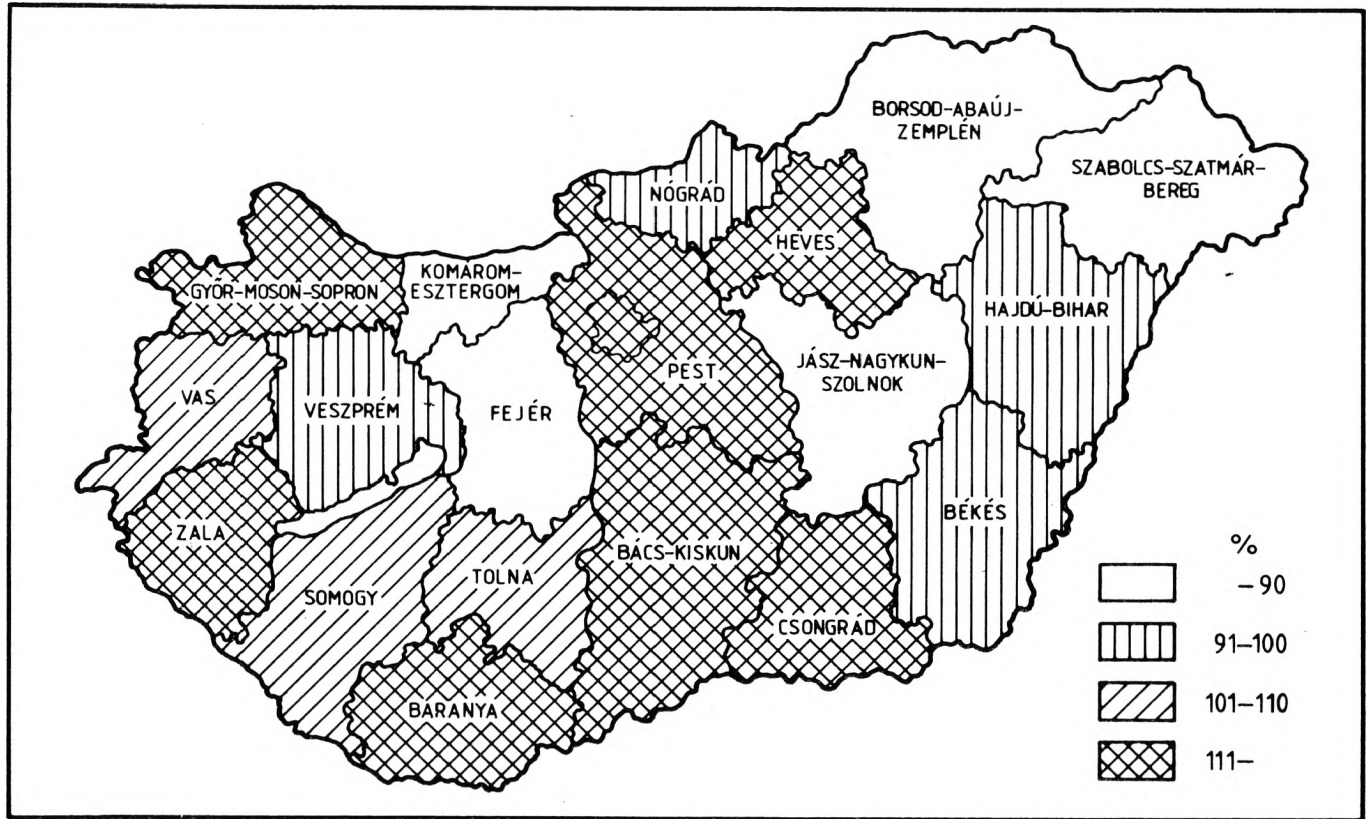 BORSOD-ABAÚJ-
ZEMPLÉN
SZABOLCS-SZATMÁR-
BEREG
NÓGRÁD
HEVES
KOMÁROM-
ESZTERGOM
GYŐR-MOSON-SOPRON
HAJDÚ-BIHAR
PEST
JÁSZ-NAGYKUN-
SZOLNOK
VAS
VESZPRÉM
FEJÉR
ZALA
BÉKÉS
BÁCS-KISKUN
TOLNA
SOMOGY
CSONGRÁD
BARANYA
%
–90
91–100
101–110
111–